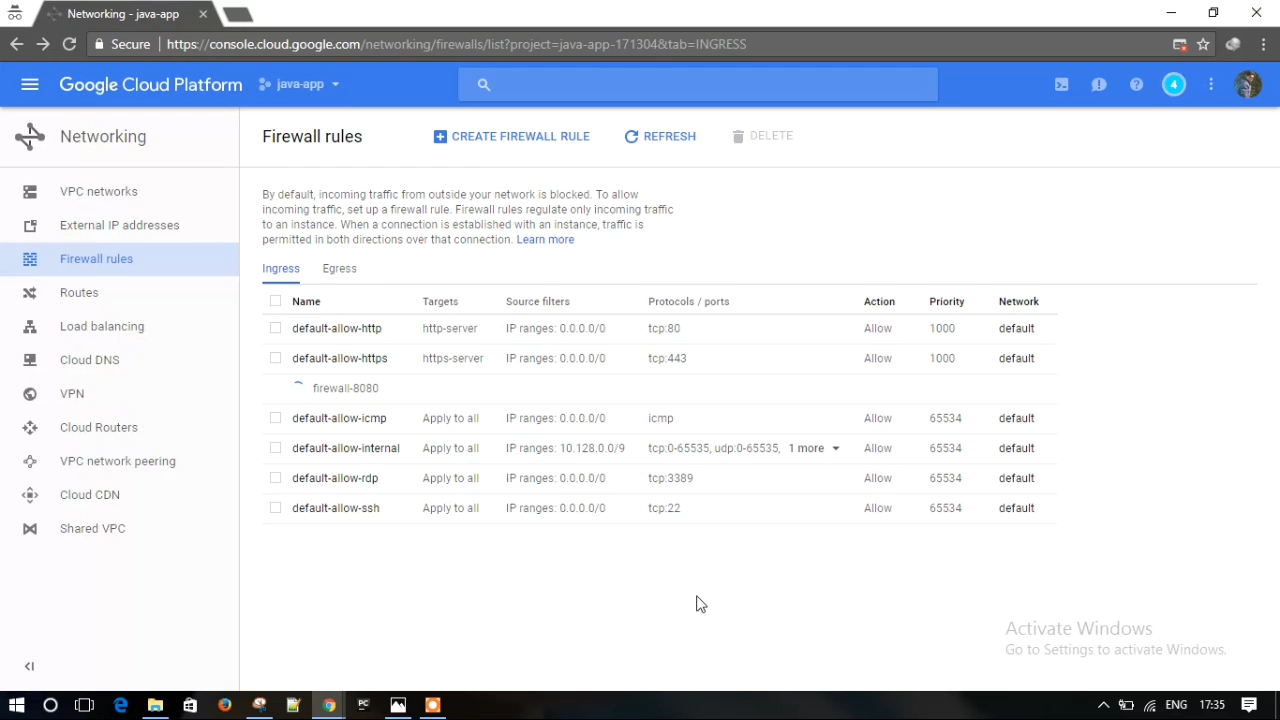 Networking - java-app
Secure https://console.cloud.google.com/networking/firewalls/list?project=java-app-171304&tab=INGRESS
Google Cloud Platform java-app 4
Networking
VPC networks
External IP addresses
Firewall rules
Routes
Load balancing
Cloud DNS
VPN
Cloud Routers
VPC network peering
Cloud CDN
Shared VPC
Firewall rules CREATE FIREWALL RULE REFRESH DELETE
By default, incoming traffic from outside your network is blocked. To allow
incoming traffic, set up a firewall rule. Firewall rules regulate only incoming traffic
to an instance. When a connection is established with an instance, traffic is
permitted in both directions over that connection. Learn more
Ingress Egress
Name Targets Source filters Protocols / ports Action Priority Network
default-allow-http http-server IP ranges: 0.0.0.0/0 tcp:80 Allow 1000 default
default-allow-https https-server IP ranges: 0.0.0.0/0 tcp:443 Allow 1000 default
firewall-8080
default-allow-icmp Apply to all IP ranges: 0.0.0.0/0 icmp Allow 65534 default
default-allow-internal Apply to all IP ranges: 10.128.0.0/9 tcp:0-65535, udp:0-65535, 1 more Allow 65534 default
default-allow-rdp Apply to all IP ranges: 0.0.0.0/0 tcp:3389 Allow 65534 default
default-allow-ssh Apply to all IP ranges: 0.0.0.0/0 tcp:22 Allow 65534 default
Activate Windows
Go to Settings to activate Windows.
PC ENG 17:35